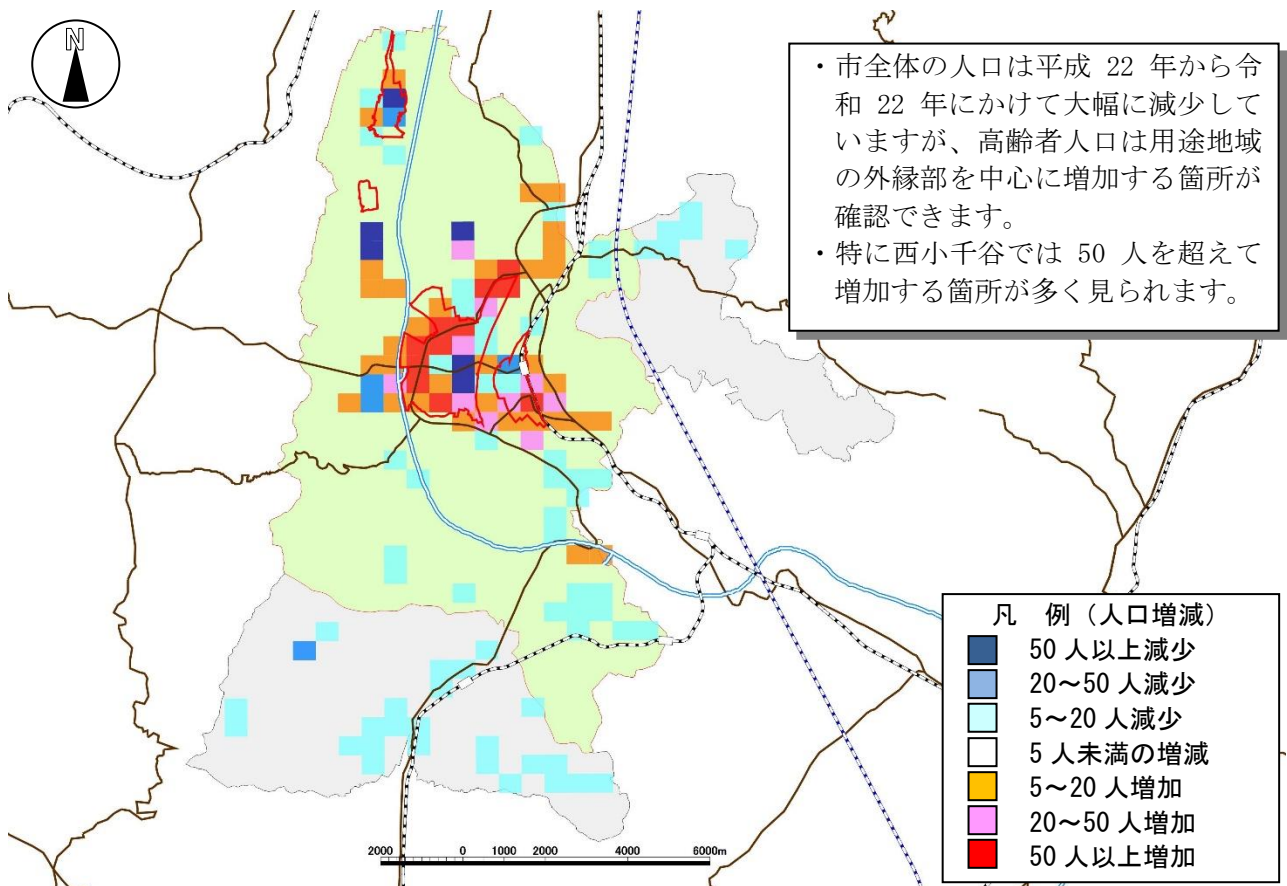 N
・市全体の人口は平成 22 年から令
和 22 年にかけて大幅に減少して
いますが、高齢者人口は用途地域
の外縁部を中心に増加する箇所が
確認できます。
・特に西小千谷では 50 人を超えて
増加する箇所が多く見られます。
凡 例（人口増減）
50 人以上減少
20～50 人減少
5～20 人減少
5 人未満の増減
5～20 人増加
20～50 人増加
50 人以上増加
2000 0 1000 2000 4000 6000m